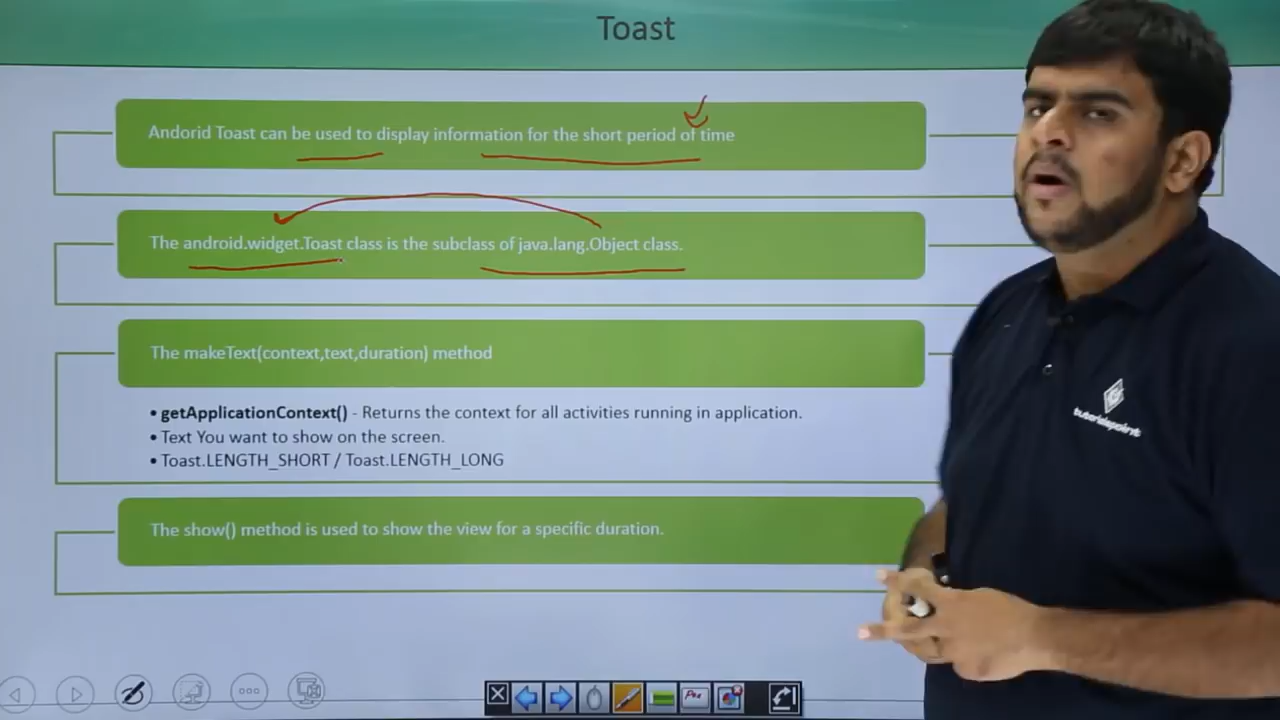 Toast
Andorid Toast can be used to display information for the short period of time
The android.widget.Toast class is the subclass of java.lang.Object class.
The makeText(context,text,duration) method
• getApplicationContext() - Returns the context for all activities running in application.
• Text You want to show on the screen.
• Toast.LENGTH_SHORT / Toast.LENGTH_LONG
The show() method is used to show the view for a specific duration.
tutorialspoint